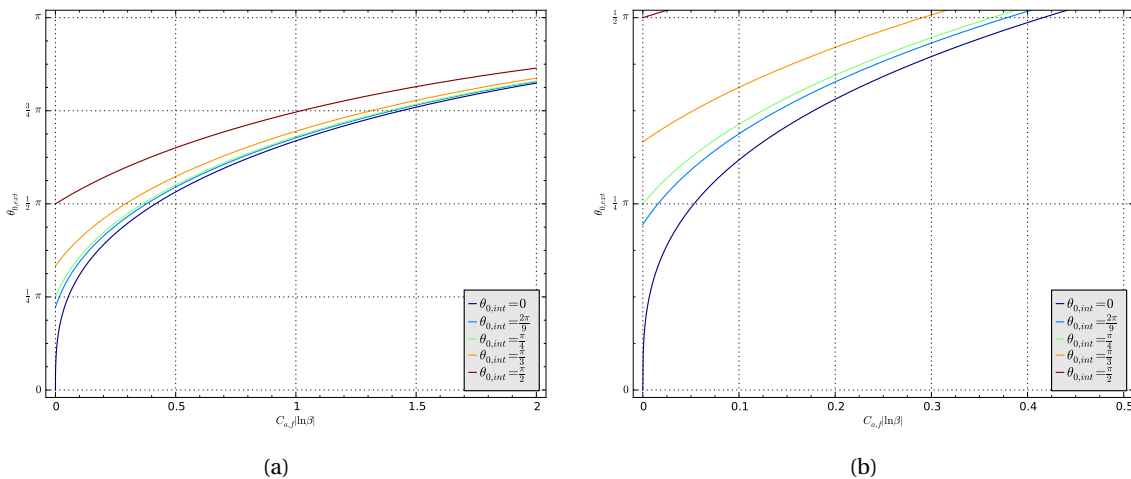 π
3/4 π
1/2 π
1/4 π
0
θ0,ext
0
0.5
1
1.5
2
Ca,f|lnβ|
θ0,int=0
θ0,int=2π/9
θ0,int=π/4
θ0,int=π/3
θ0,int=π/2
(a)
1/2 π
1/4 π
0
θ0,ext
0
0.1
0.2
0.3
0.4
0.5
Ca,f|lnβ|
θ0,int=0
θ0,int=2π/9
θ0,int=π/4
θ0,int=π/3
θ0,int=π/2
(b)